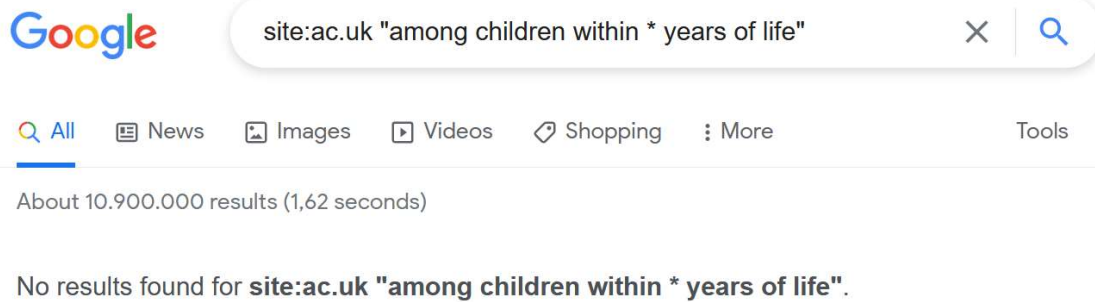 Google site:ac.uk "among children within * years of life"
All News Images Videos Shopping More Tools
About 10.900.000 results (1,62 seconds)
No results found for site:ac.uk "among children within * years of life".